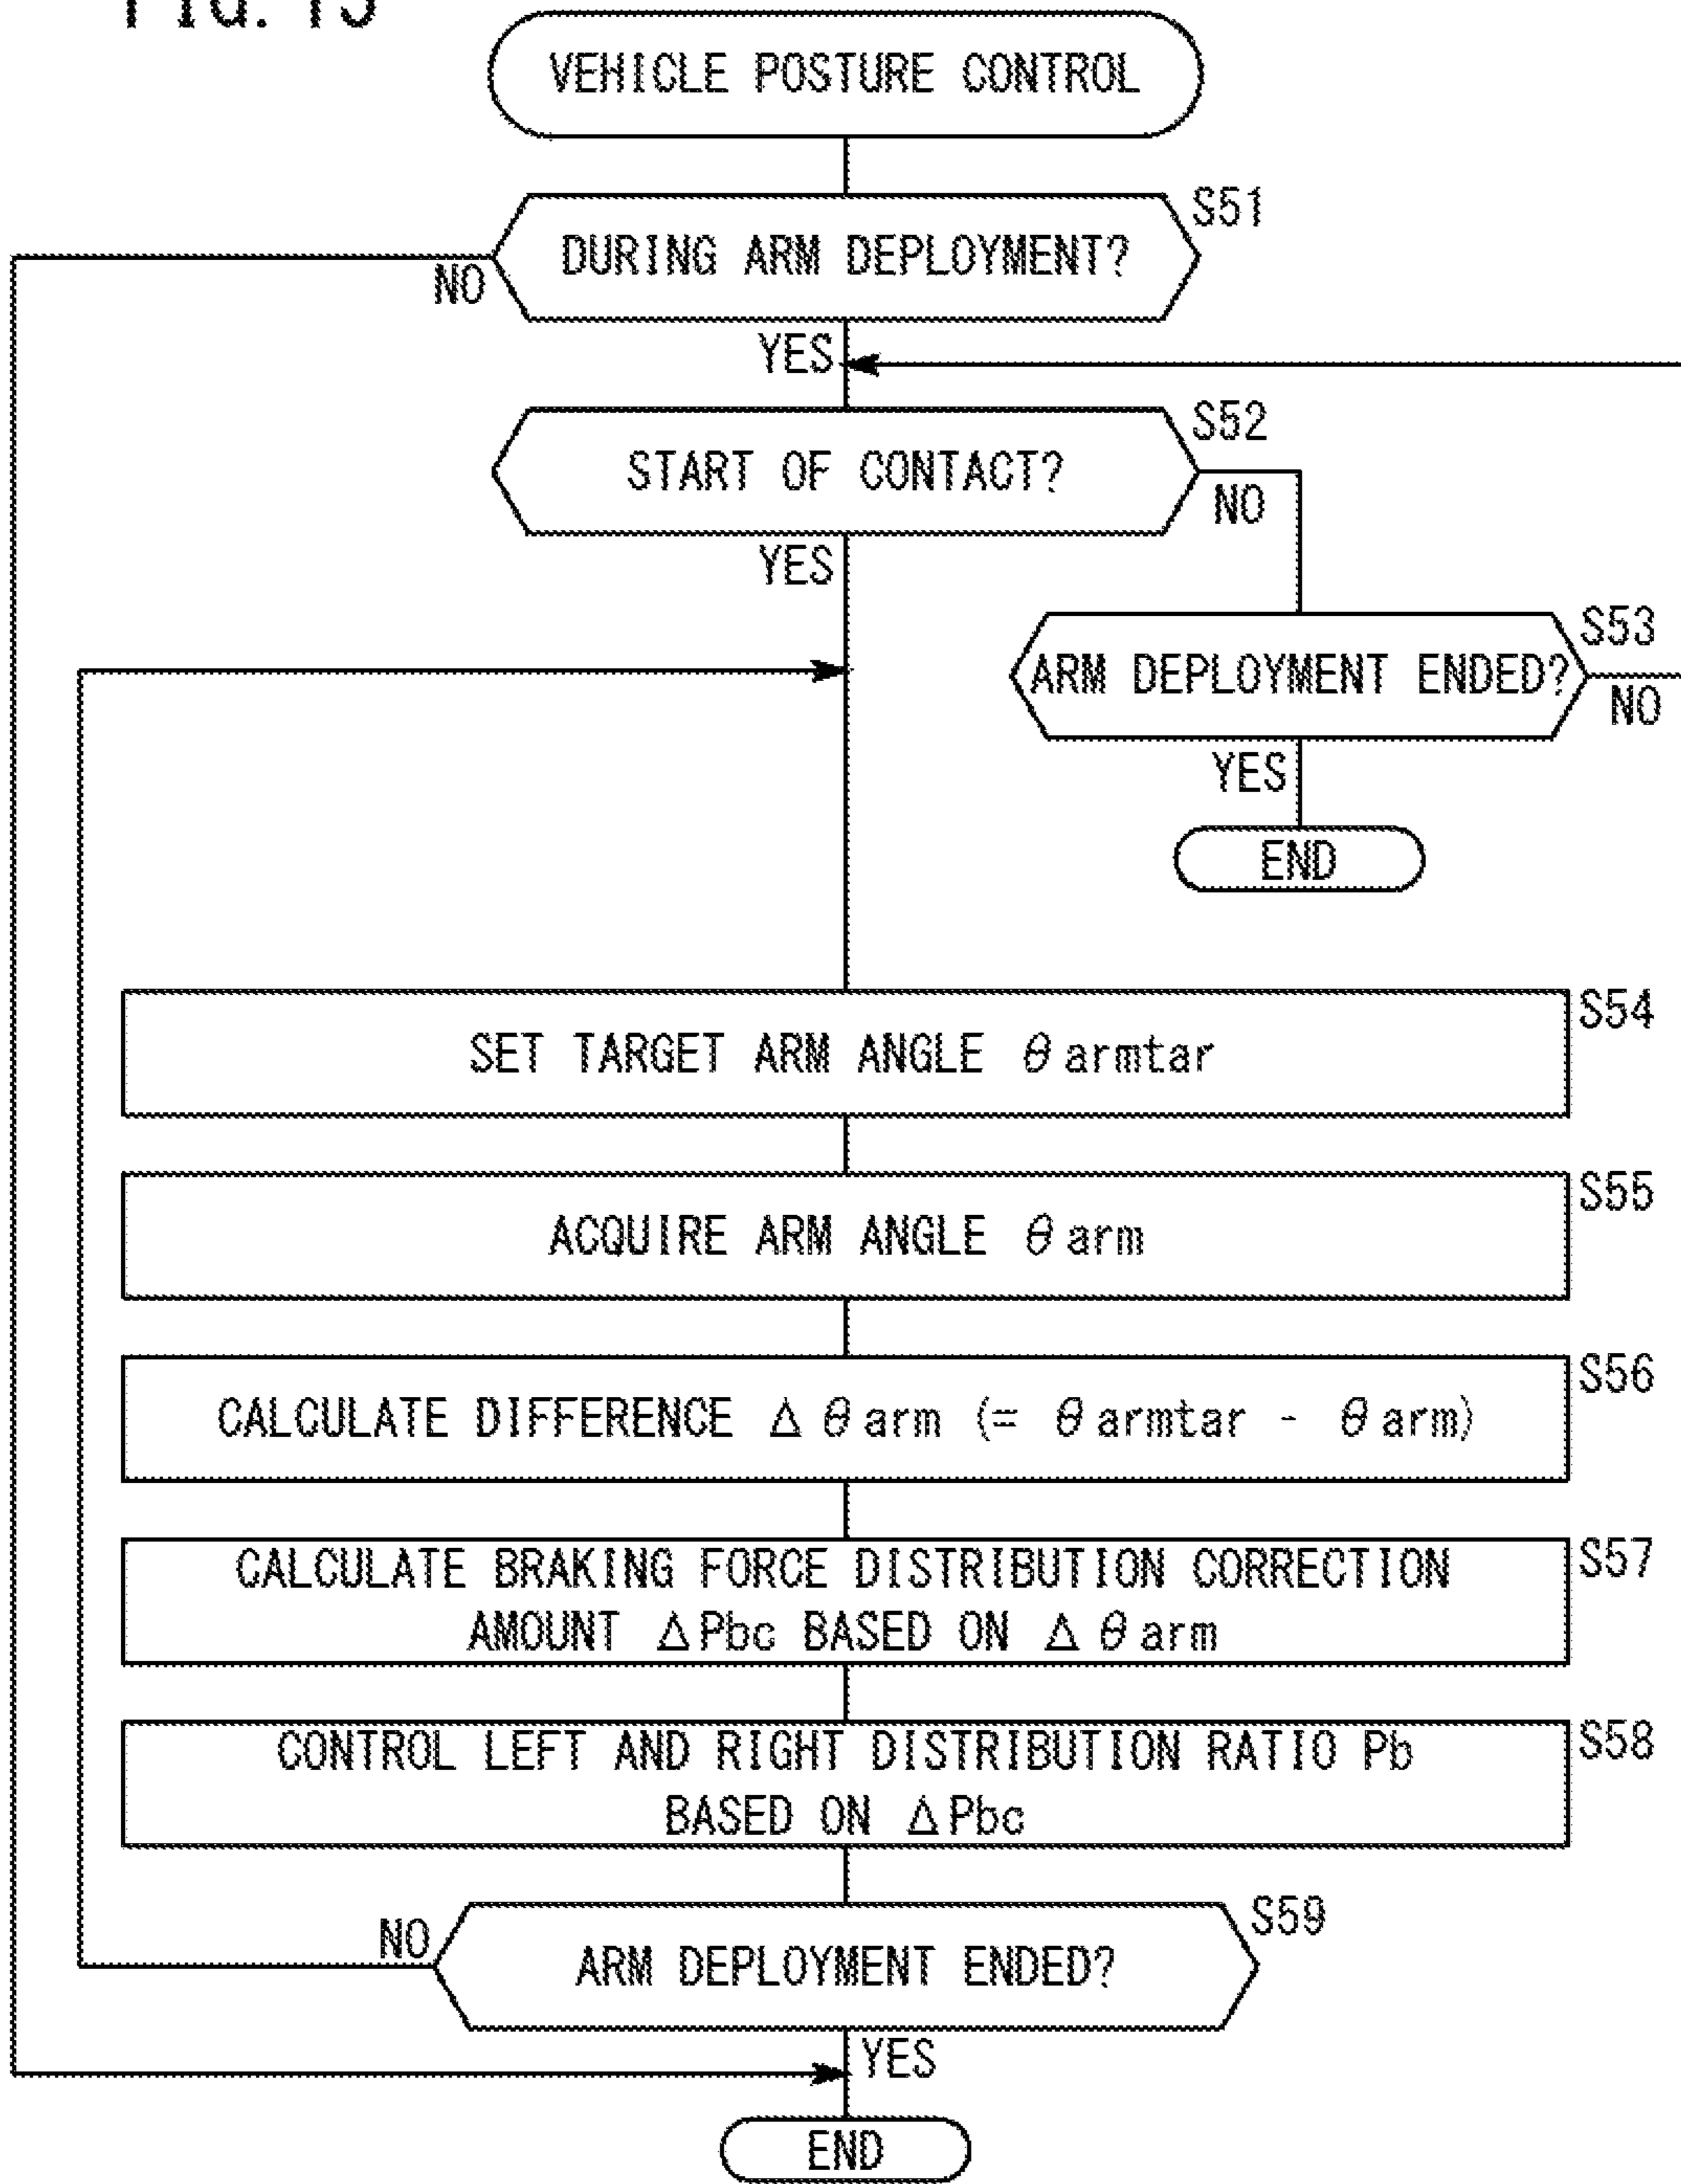 VEHICLE POSTURE CONTROL
S51
DURING ARM DEPLOYMENT?
NO
YES
S52
START OF CONTACT?
NO
YES
S53
ARM DEPLOYMENT ENDED?
NO
YES
END
S54
SET TARGET ARM ANGLE θarmtar
S55
ACQUIRE ARM ANGLE θarm
S56
CALCULATE DIFFERENCE Δθarm (= θarmtar - θarm)
S57
CALCULATE BRAKING FORCE DISTRIBUTION CORRECTION
AMOUNT ΔPbc BASED ON Δθarm
S58
CONTROL LEFT AND RIGHT DISTRIBUTION RATIO Pb
BASED ON ΔPbc
S59
NO
ARM DEPLOYMENT ENDED?
YES
END